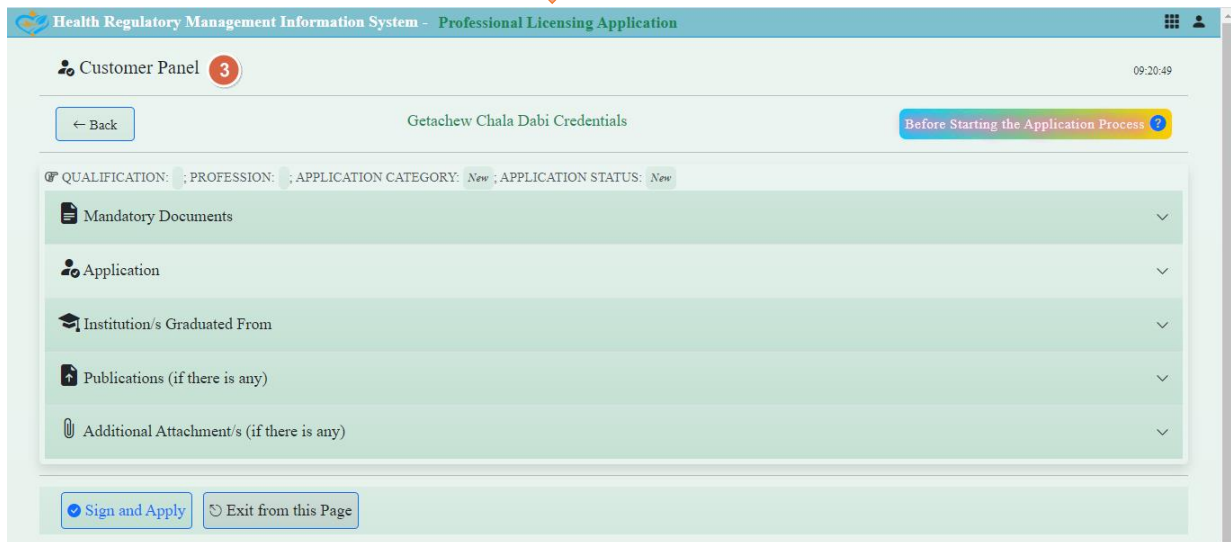 Health Regulatory Management Information System - Professional Licensing Application
Customer Panel 3
09:20:49
← Back
Getachew Chala Dabi Credentials
Before Starting the Application Process ?
QUALIFICATION: ; PROFESSION: ; APPLICATION CATEGORY: New ; APPLICATION STATUS: New
Mandatory Documents
Application
Institution/s Graduated From
Publications (if there is any)
Additional Attachment/s (if there is any)
Sign and Apply
Exit from this Page